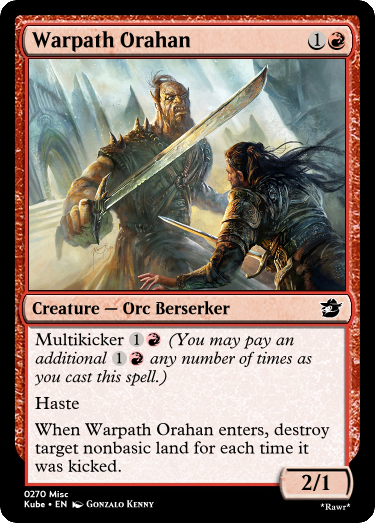 Warpath Orahan 1
Creature — Orc Berserker
Multikicker 1 (You may pay an
additional 1 any number of times as
you cast this spell.)
Haste
When Warpath Orahan enters, destroy
target nonbasic land for each time it
was kicked.
2/1
0270 Misc
Kube • EN Gonzalo Kenny
*Rawr*